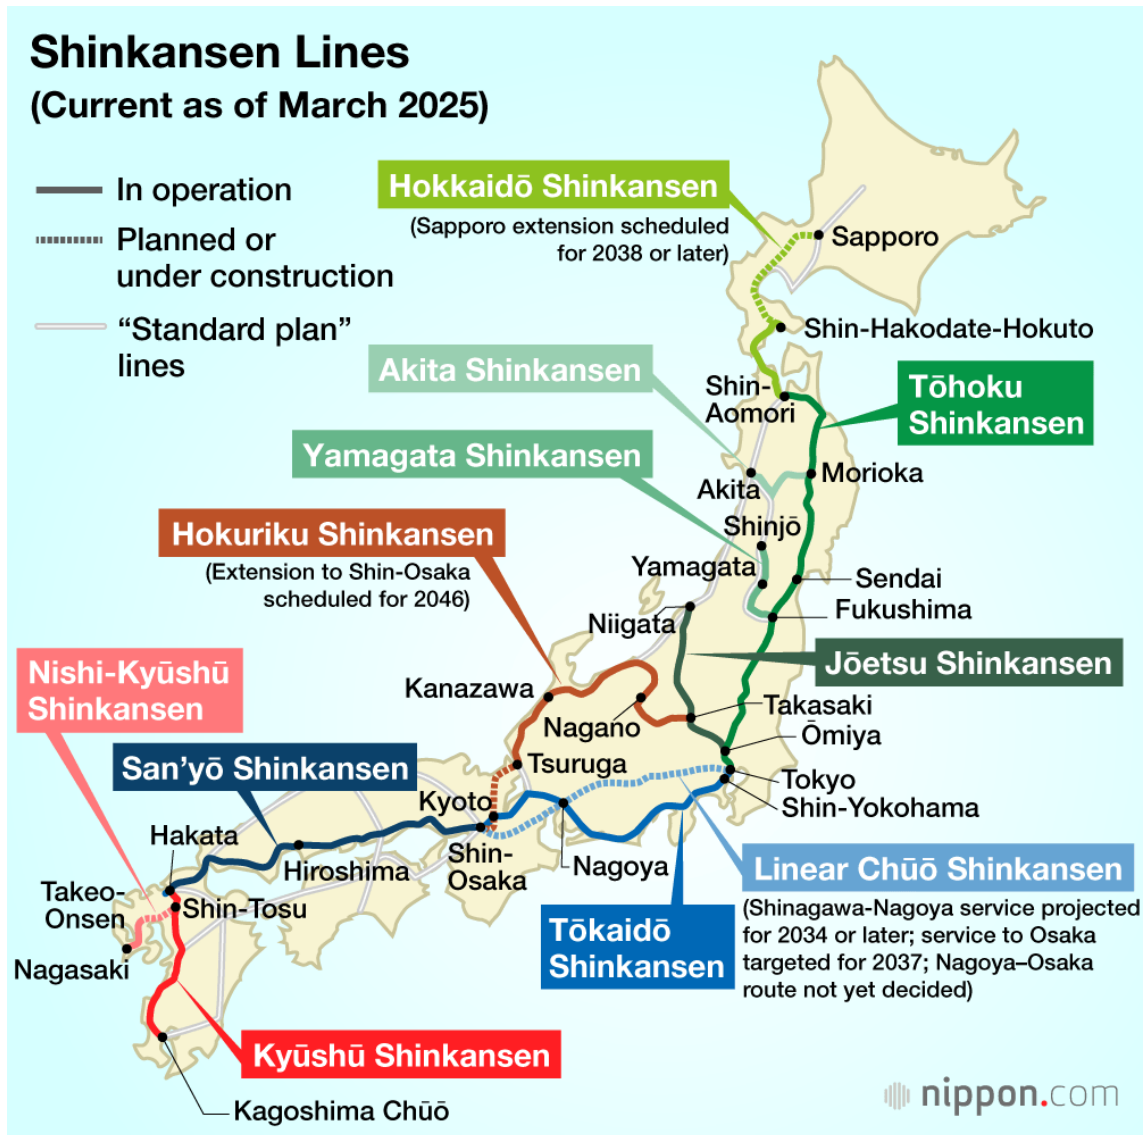 Shinkansen Lines
(Current as of March 2025)
In operation
Planned or
under construction
“Standard plan”
lines
Hokkaidō Shinkansen
(Sapporo extension scheduled
for 2038 or later)
Sapporo
Shin-Hakodate-Hokuto
Akita Shinkansen
Shin-
Aomori
Tōhoku
Shinkansen
Yamagata Shinkansen
Akita
Morioka
Hokuriku Shinkansen
(Extension to Shin-Osaka
scheduled for 2046)
Shinjō
Yamagata
Sendai
Fukushima
Niigata
Jōetsu Shinkansen
Nishi-Kyūshū
Shinkansen
Kanazawa
Nagano
Takasaki
Ōmiya
San’yō Shinkansen
Tsuruga
Tokyo
Shin-Yokohama
Kyoto
Hakata
Hiroshima
Shin-
Osaka
Nagoya
Linear Chūō Shinkansen
(Shinagawa-Nagoya service projected
for 2034 or later; service to Osaka
targeted for 2037; Nagoya–Osaka
route not yet decided)
Takeo-
Onsen
Shin-Tosu
Tōkaidō
Shinkansen
Nagasaki
Kyūshū Shinkansen
Kagoshima Chūō
nippon.com